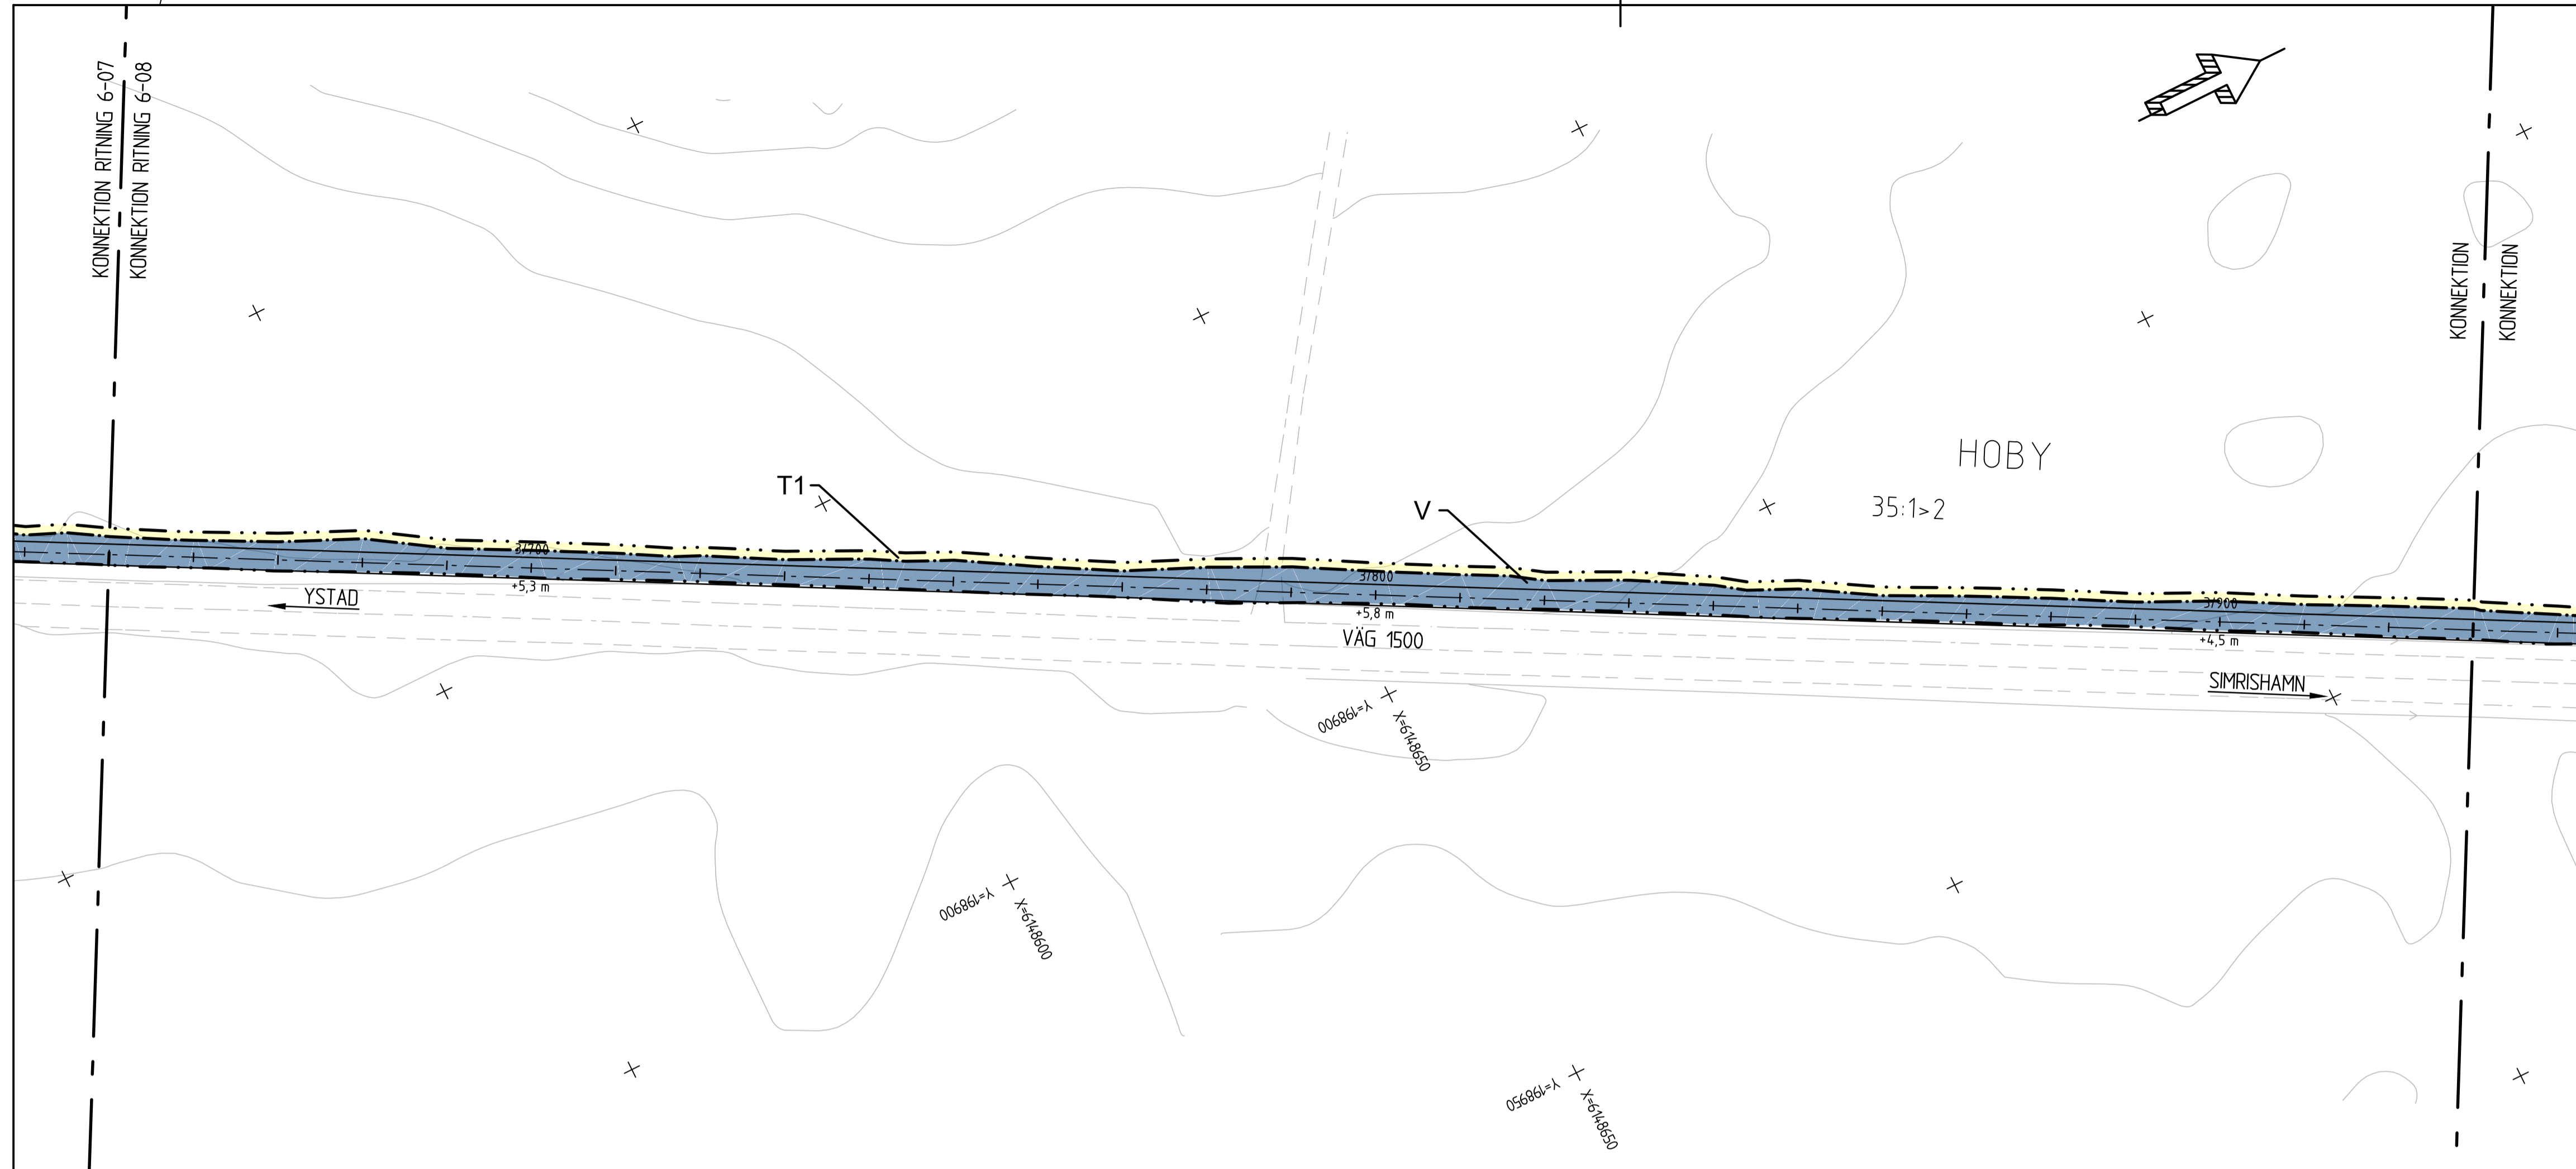 KONNEKTION RITNING 6-07
KONNEKTION RITNING 6-08
KONNEKTION
KONNEKTION
HOBY
35:1>2
T1
V
3/700
3/800
3/900
+5,3 m
+5,8 m
+4,5 m
YSTAD
VÄG 1500
SIMRISHAMN
Y=198900
X=6148650
Y=198900
X=6148600
Y=198950
X=6148650